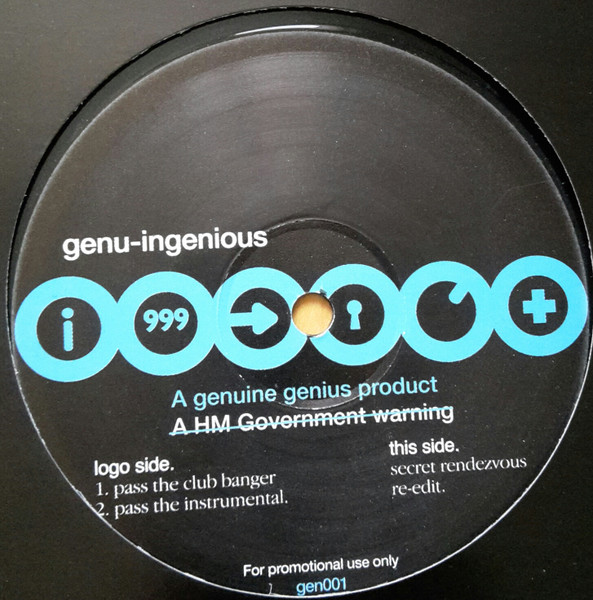 genu-ingenious
i 999
A genuine genius product
A HM Government warning
logo side.
1. pass the club banger
2. pass the instrumental.
this side.
secret rendezvous
re-edit.
For promotional use only
gen001